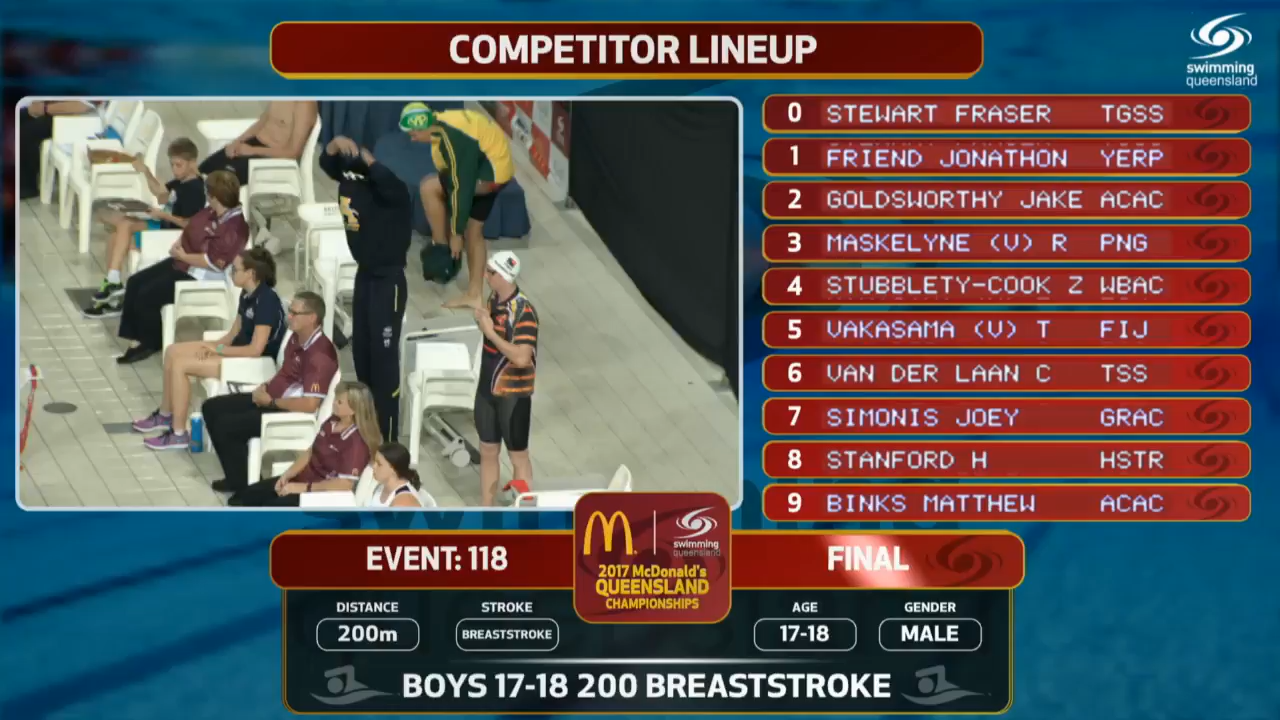 COMPETITOR LINEUP
swimming
queensland
0 STEWART FRASER TGSS
1 FRIEND JONATHON YERP
2 GOLDSWORTHY JAKE ACAC
3 MASKELYNE (V) R PNG
4 STUBBLETY-COOK Z WBAC
5 VAKASAMA (V) T FIJ
6 VAN DER LAAN C TSS
7 SIMONIS JOEY GRAC
8 STANFORD H HSTR
9 BINKS MATTHEW ACAC
EVENT: 118
swimming
queensland
2017 McDonald's
QUEENSLAND
CHAMPIONSHIPS
FINAL
DISTANCE STROKE AGE GENDER
200m BREASTSTROKE 17-18 MALE
BOYS 17-18 200 BREASTSTROKE